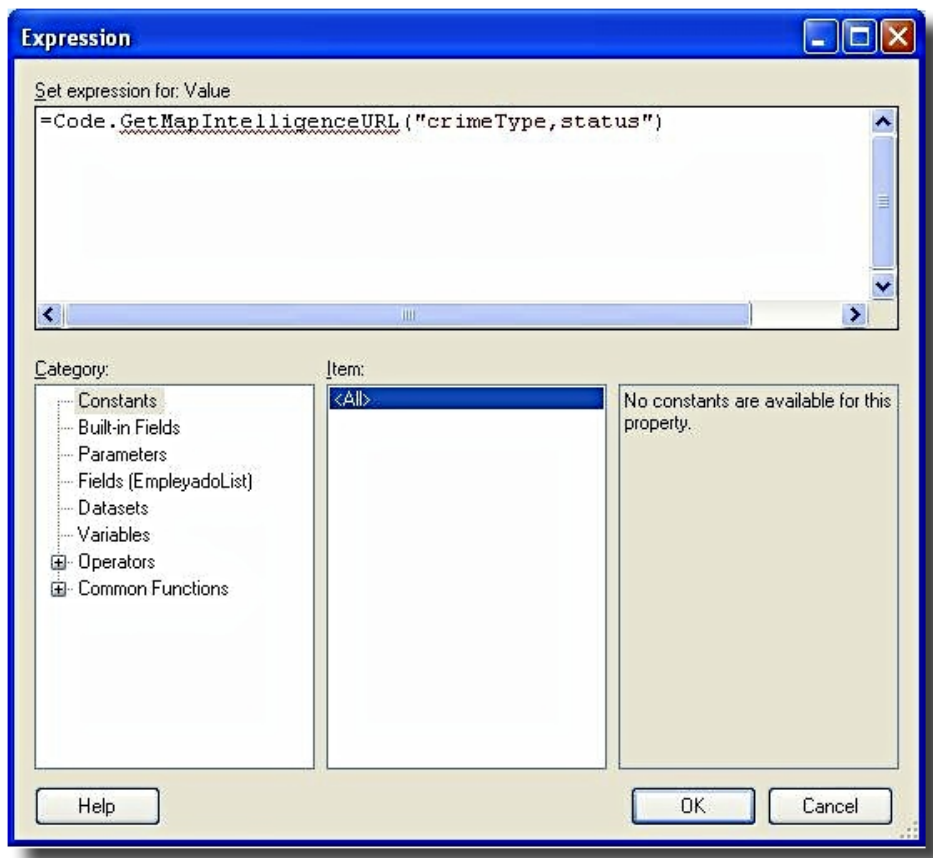 Expression
Set expression for: Value
=Code.GetMapIntelligenceURL("crimeType,status")
Category:
Item:
Constants
Built-in Fields
Parameters
Fields (EmpleyadoList)
Datasets
Variables
Operators
Common Functions
<All>
No constants are available for this
property.
Help
OK
Cancel